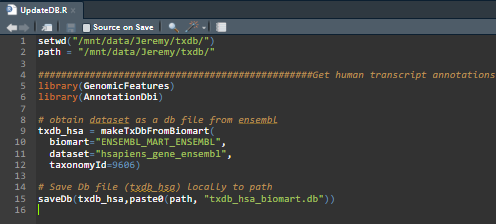 UpdateDB.R
Source on Save
1 setwd("/mnt/data/Jeremy/txdb/")
2 path = "/mnt/data/Jeremy/txdb/"
3
4 ################################################Get human transcript annotations
5 library(GenomicFeatures)
6 library(AnnotationDbi)
7
8 # obtain dataset as a db file from ensembl
9 txdb_hsa = makeTxDbFromBiomart(
10 biomart="ENSEMBL_MART_ENSEMBL",
11 dataset="hsapiens_gene_ensembl",
12 taxonomyId=9606)
13
14 # Save Db file (txdb_hsa) locally to path
15 saveDb(txdb_hsa,paste0(path, "txdb_hsa_biomart.db"))
16